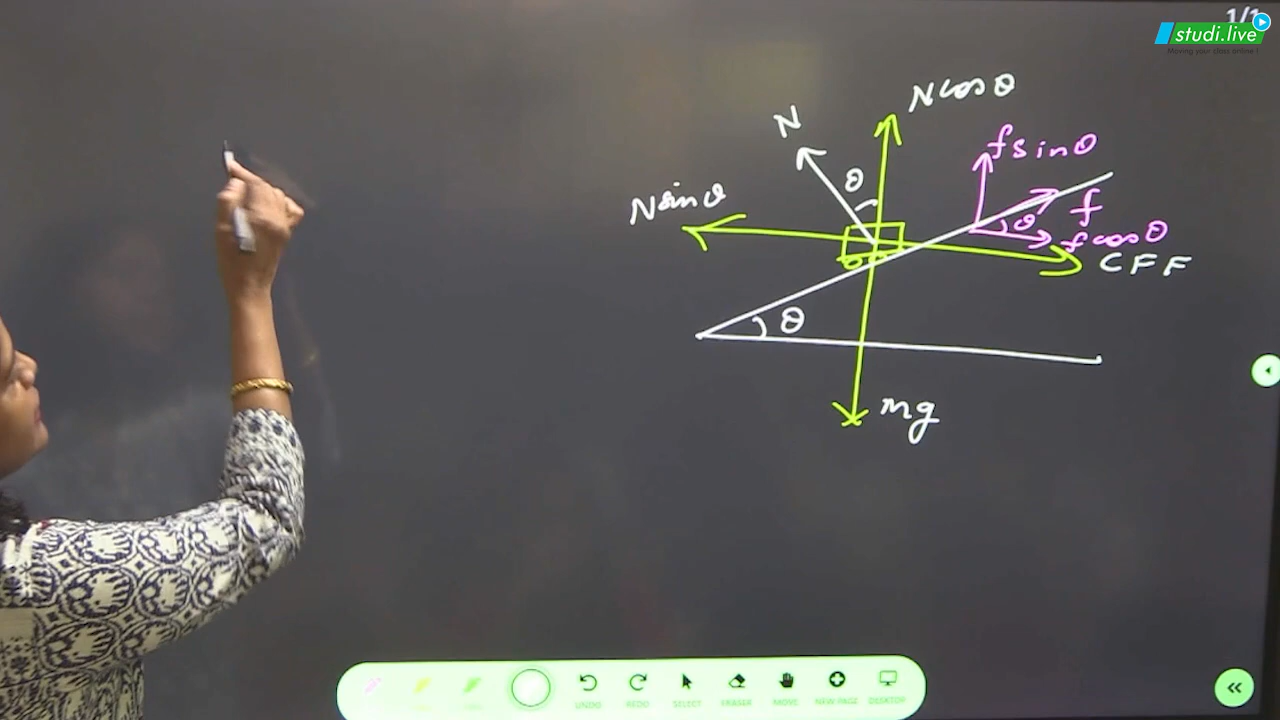 1/1
studi.live
Moving your class online !
N cos θ
N
f sin θ
θ
N sin θ
f
θ
f cos θ
C F F
θ
mg
UNDO
REDO
SELECT
ERASER
MOVE
NEW PAGE
DESKTOP